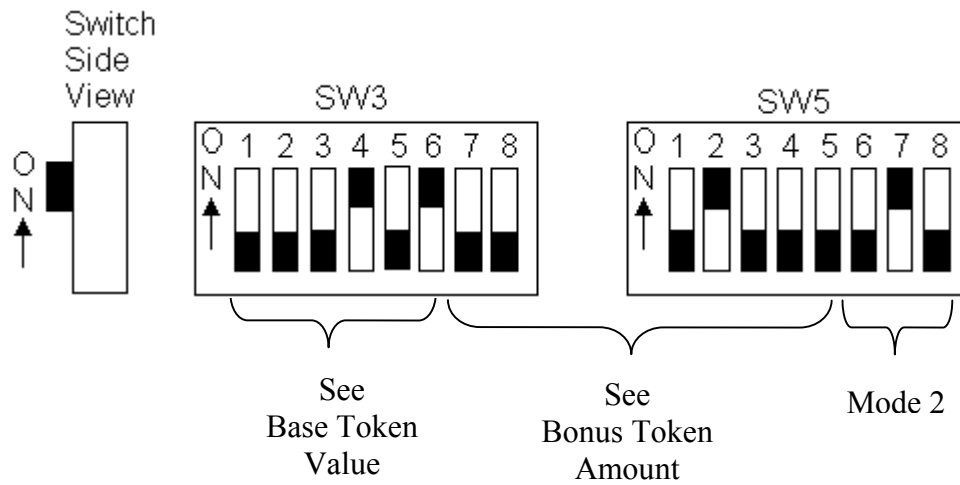 Switch
Side
View
O
N
SW3
O
N
1 2 3 4 5 6 7 8
SW5
O
N
1 2 3 4 5 6 7 8
See
Base Token
Value
See
Bonus Token
Amount
Mode 2